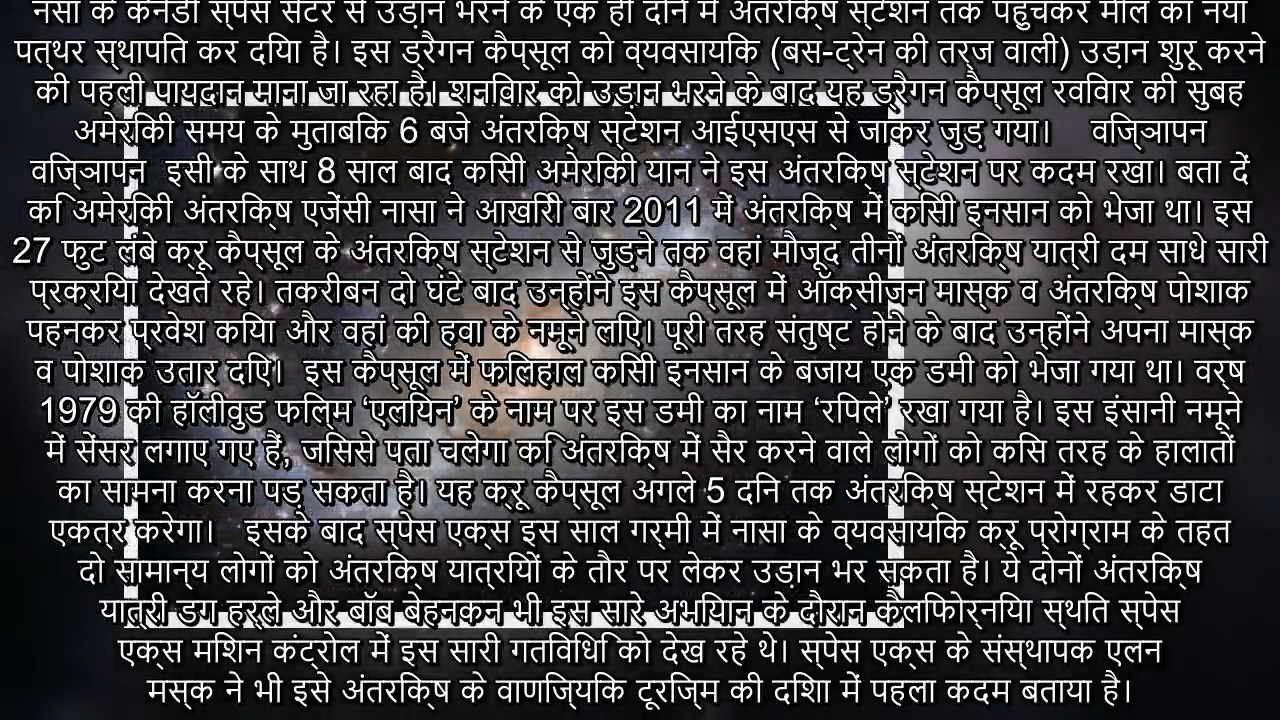 नासा के कैनेडी स्पेस सेंटर से उड़ान भरने के एक ही दिन में अंतरिक्ष स्टेशन तक पहुंचकर मील का नया
पत्थर स्थापित कर दिया है। इस ड्रैगन कैप्सूल को व्यवसायिक (बस-ट्रेन की तर्ज वाली) उड़ान शुरू करने
की पहली पायदान माना जा रहा है। शनिवार को उड़ान भरने के बाद यह ड्रैगन कैप्सूल रविवार की सुबह
अमेरिकी समय के मुताबिक 6 बजे अंतरिक्ष स्टेशन आईएसएस से जाकर जुड़ गया। विज्ञापन
विज्ञापन इसी के साथ 8 साल बाद किसी अमेरिकी यान ने इस अंतरिक्ष स्टेशन पर कदम रखा। बता दें
कि अमेरिकी अंतरिक्ष एजेंसी नासा ने आखिरी बार 2011 में अंतरिक्ष में किसी इनसान को भेजा था। इस
27 फुट लंबे क्रू कैप्सूल के अंतरिक्ष स्टेशन से जुड़ने तक वहां मौजूद तीनों अंतरिक्ष यात्री दम साधे सारी
प्रक्रिया देखते रहे। तकरीबन दो घंटे बाद उन्होंने इस कैप्सूल में ऑक्सीजन मास्क व अंतरिक्ष पोशाक
पहनकर प्रवेश किया और वहां की हवा के नमूने लिए। पूरी तरह संतुष्ट होने के बाद उन्होंने अपना मास्क
व पोशाक उतार दिए। इस कैप्सूल में फिलहाल किसी इनसान के बजाय एक डमी को भेजा गया था। वर्ष
1979 की हॉलीवुड फिल्म ‘एलियन’ के नाम पर इस डमी का नाम ‘रिपले’ रखा गया है। इस इंसानी नमूने
में सेंसर लगाए गए हैं, जिससे पता चलेगा कि अंतरिक्ष में सैर करने वाले लोगों को किस तरह के हालातों
का सामना करना पड़ सकता है। यह क्रू कैप्सूल अगले 5 दिन तक अंतरिक्ष स्टेशन में रहकर डाटा
एकत्र करेगा। इसके बाद स्पेस एक्स इस साल गर्मी में नासा के व्यवसायिक क्रू प्रोग्राम के तहत
दो सामान्य लोगों को अंतरिक्ष यात्रियों के तौर पर लेकर उड़ान भर सकता है। ये दोनों अंतरिक्ष
यात्री डग हर्ले और बॉब बेहनकन भी इस सारे अभियान के दौरान कैलिफोर्निया स्थित स्पेस
एक्स मिशन कंट्रोल में इस सारी गतिविधि को देख रहे थे। स्पेस एक्स के संस्थापक एलन
मस्क ने भी इसे अंतरिक्ष के वाणिज्यिक टूरिज्म की दिशा में पहला कदम बताया है।